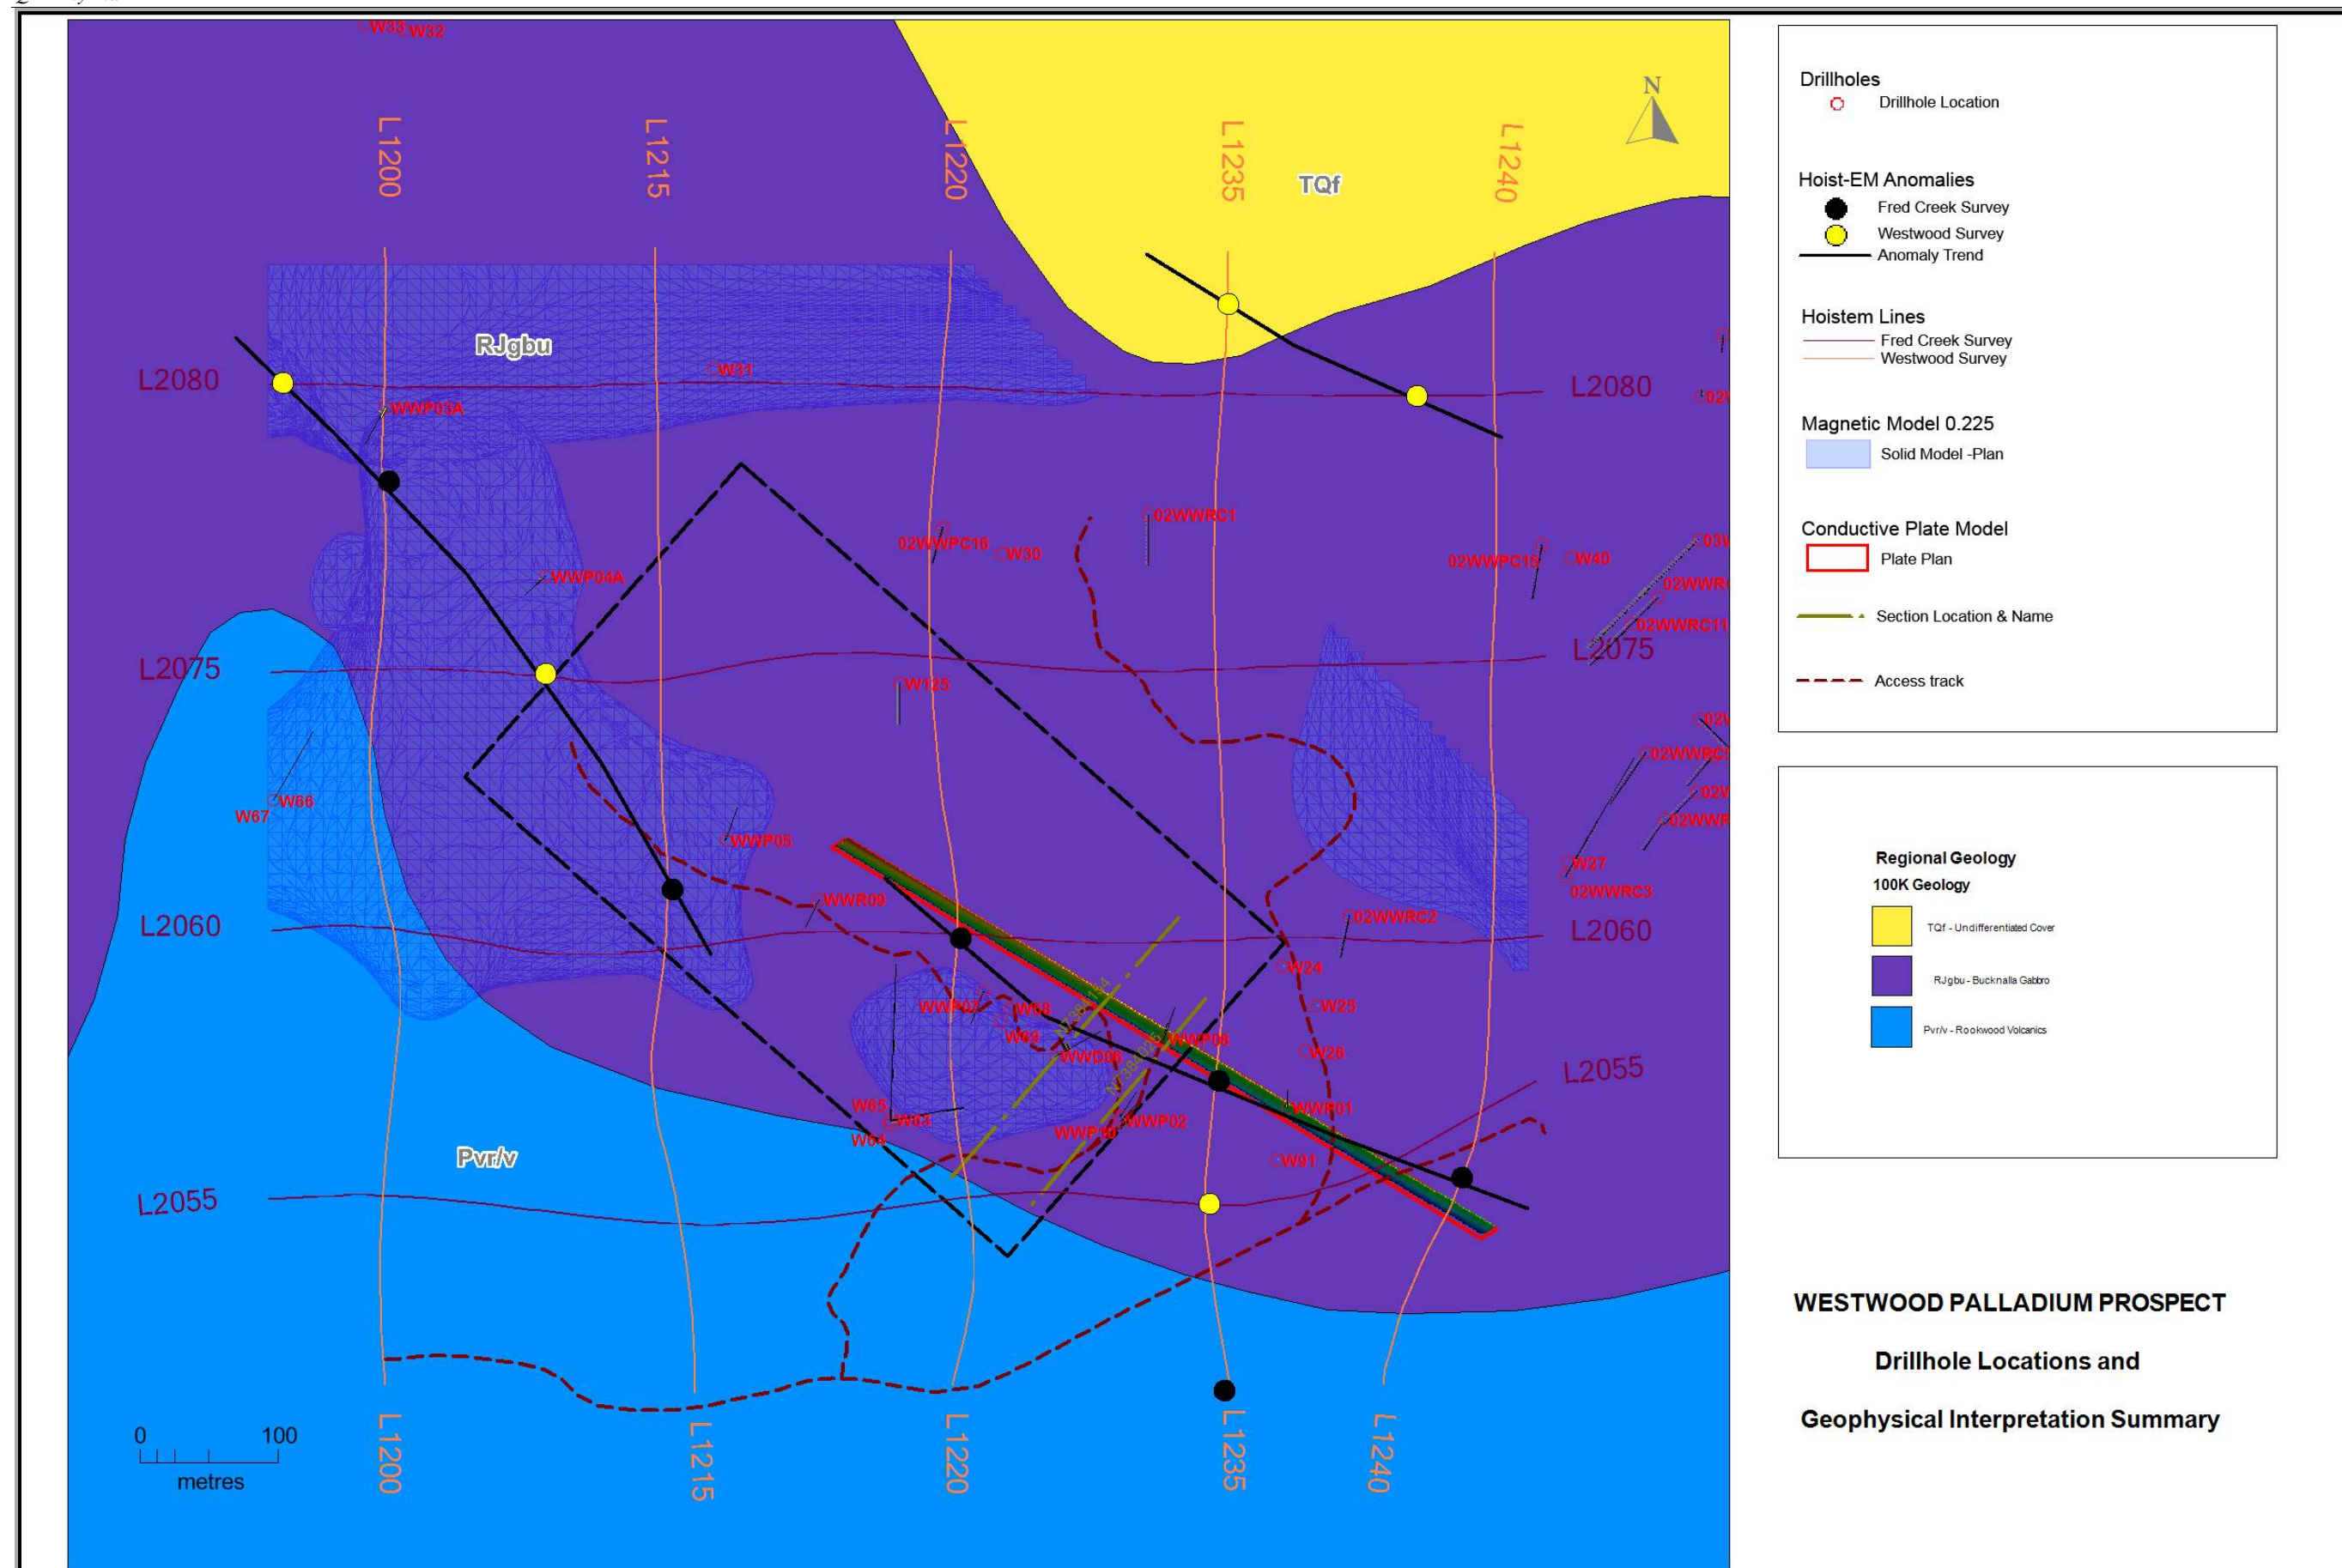 W33 W32
L1200
L1215
L1220
L1235
L1240
N
TQf
RJgbu
L2080
W31
L2080
WWP03A
02WWRC1
02WWPC16
W30
02WWPC15
W40
WWP04A
02WWRC11
L2075
L2075
W125
W66
W67
WWP05
W27
02WWRC3
WWR09
02WWRC2
L2060
L2060
W24
WWP07
W68
W25
W69
WWD06
WWP08
W26
L2055
W65
W63
W64
WWP01
WWP02
W91
Pvr/v
L2055
L1200
L1215
L1220
L1235
L1240
0 100
metres
Drillholes
Drillhole Location
Hoist-EM Anomalies
Fred Creek Survey
Westwood Survey
Anomaly Trend
Hoistem Lines
Fred Creek Survey
Westwood Survey
Magnetic Model 0.225
Solid Model -Plan
Conductive Plate Model
Plate Plan
Section Location & Name
Access track
Regional Geology
100K Geology
TQf - Undifferentiated Cover
RJgbu - Bucknalla Gabbro
Pvr/v - Rookwood Volcanics
WESTWOOD PALLADIUM PROSPECT
Drillhole Locations and
Geophysical Interpretation Summary